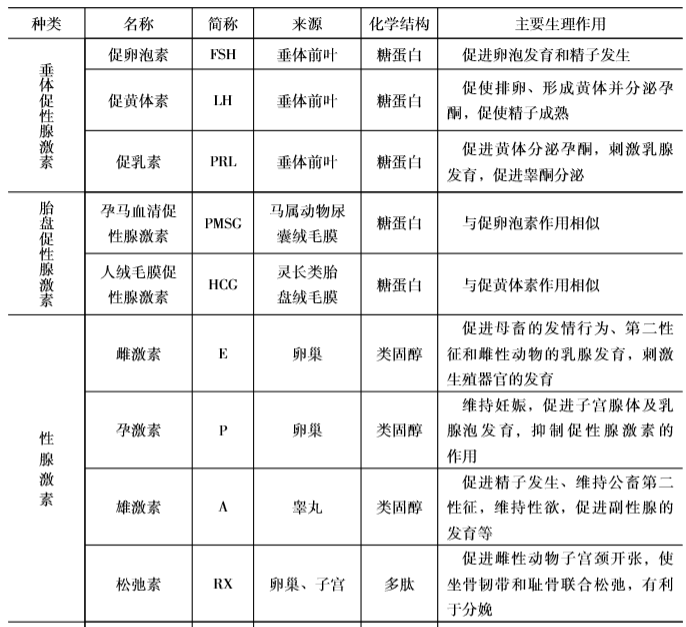 种类 名称 简称 来源 化学结构 主要生理作用
垂体促性腺激素
促卵泡素 FSH 垂体前叶 糖蛋白 促进卵泡发育和精子发生
促黄体素 LH 垂体前叶 糖蛋白 促使排卵、形成黄体并分泌孕
酮，促使精子成熟
促乳素 PRL 垂体前叶 糖蛋白 促进黄体分泌孕酮，刺激乳腺
发育，促进睾酮分泌
胎盘促性腺激素
孕马血清促
性腺激素
PMSG
马属动物尿
囊绒毛膜
糖蛋白 与促卵泡素作用相似
人绒毛膜促
性腺激素
HCG
灵长类胎
盘绒毛膜
糖蛋白 与促黄体素作用相似
性腺激素
雌激素 E 卵巢 类固醇 促进母畜的发情行为、第二性
征和雌性动物的乳腺发育，刺激
生殖器官的发育
孕激素 P 卵巢 类固醇 维持妊娠，促进子宫腺体及乳
腺泡发育，抑制促性腺激素的
作用
雄激素 A 睾丸 类固醇 促进精子发生、维持公畜第二
性征，维持性欲，促进副性腺的
发育等
松弛素 RX 卵巢、子宫 多肽 促进雌性动物子宫颈开张，使
坐骨韧带和耻骨联合松弛，有利
于分娩